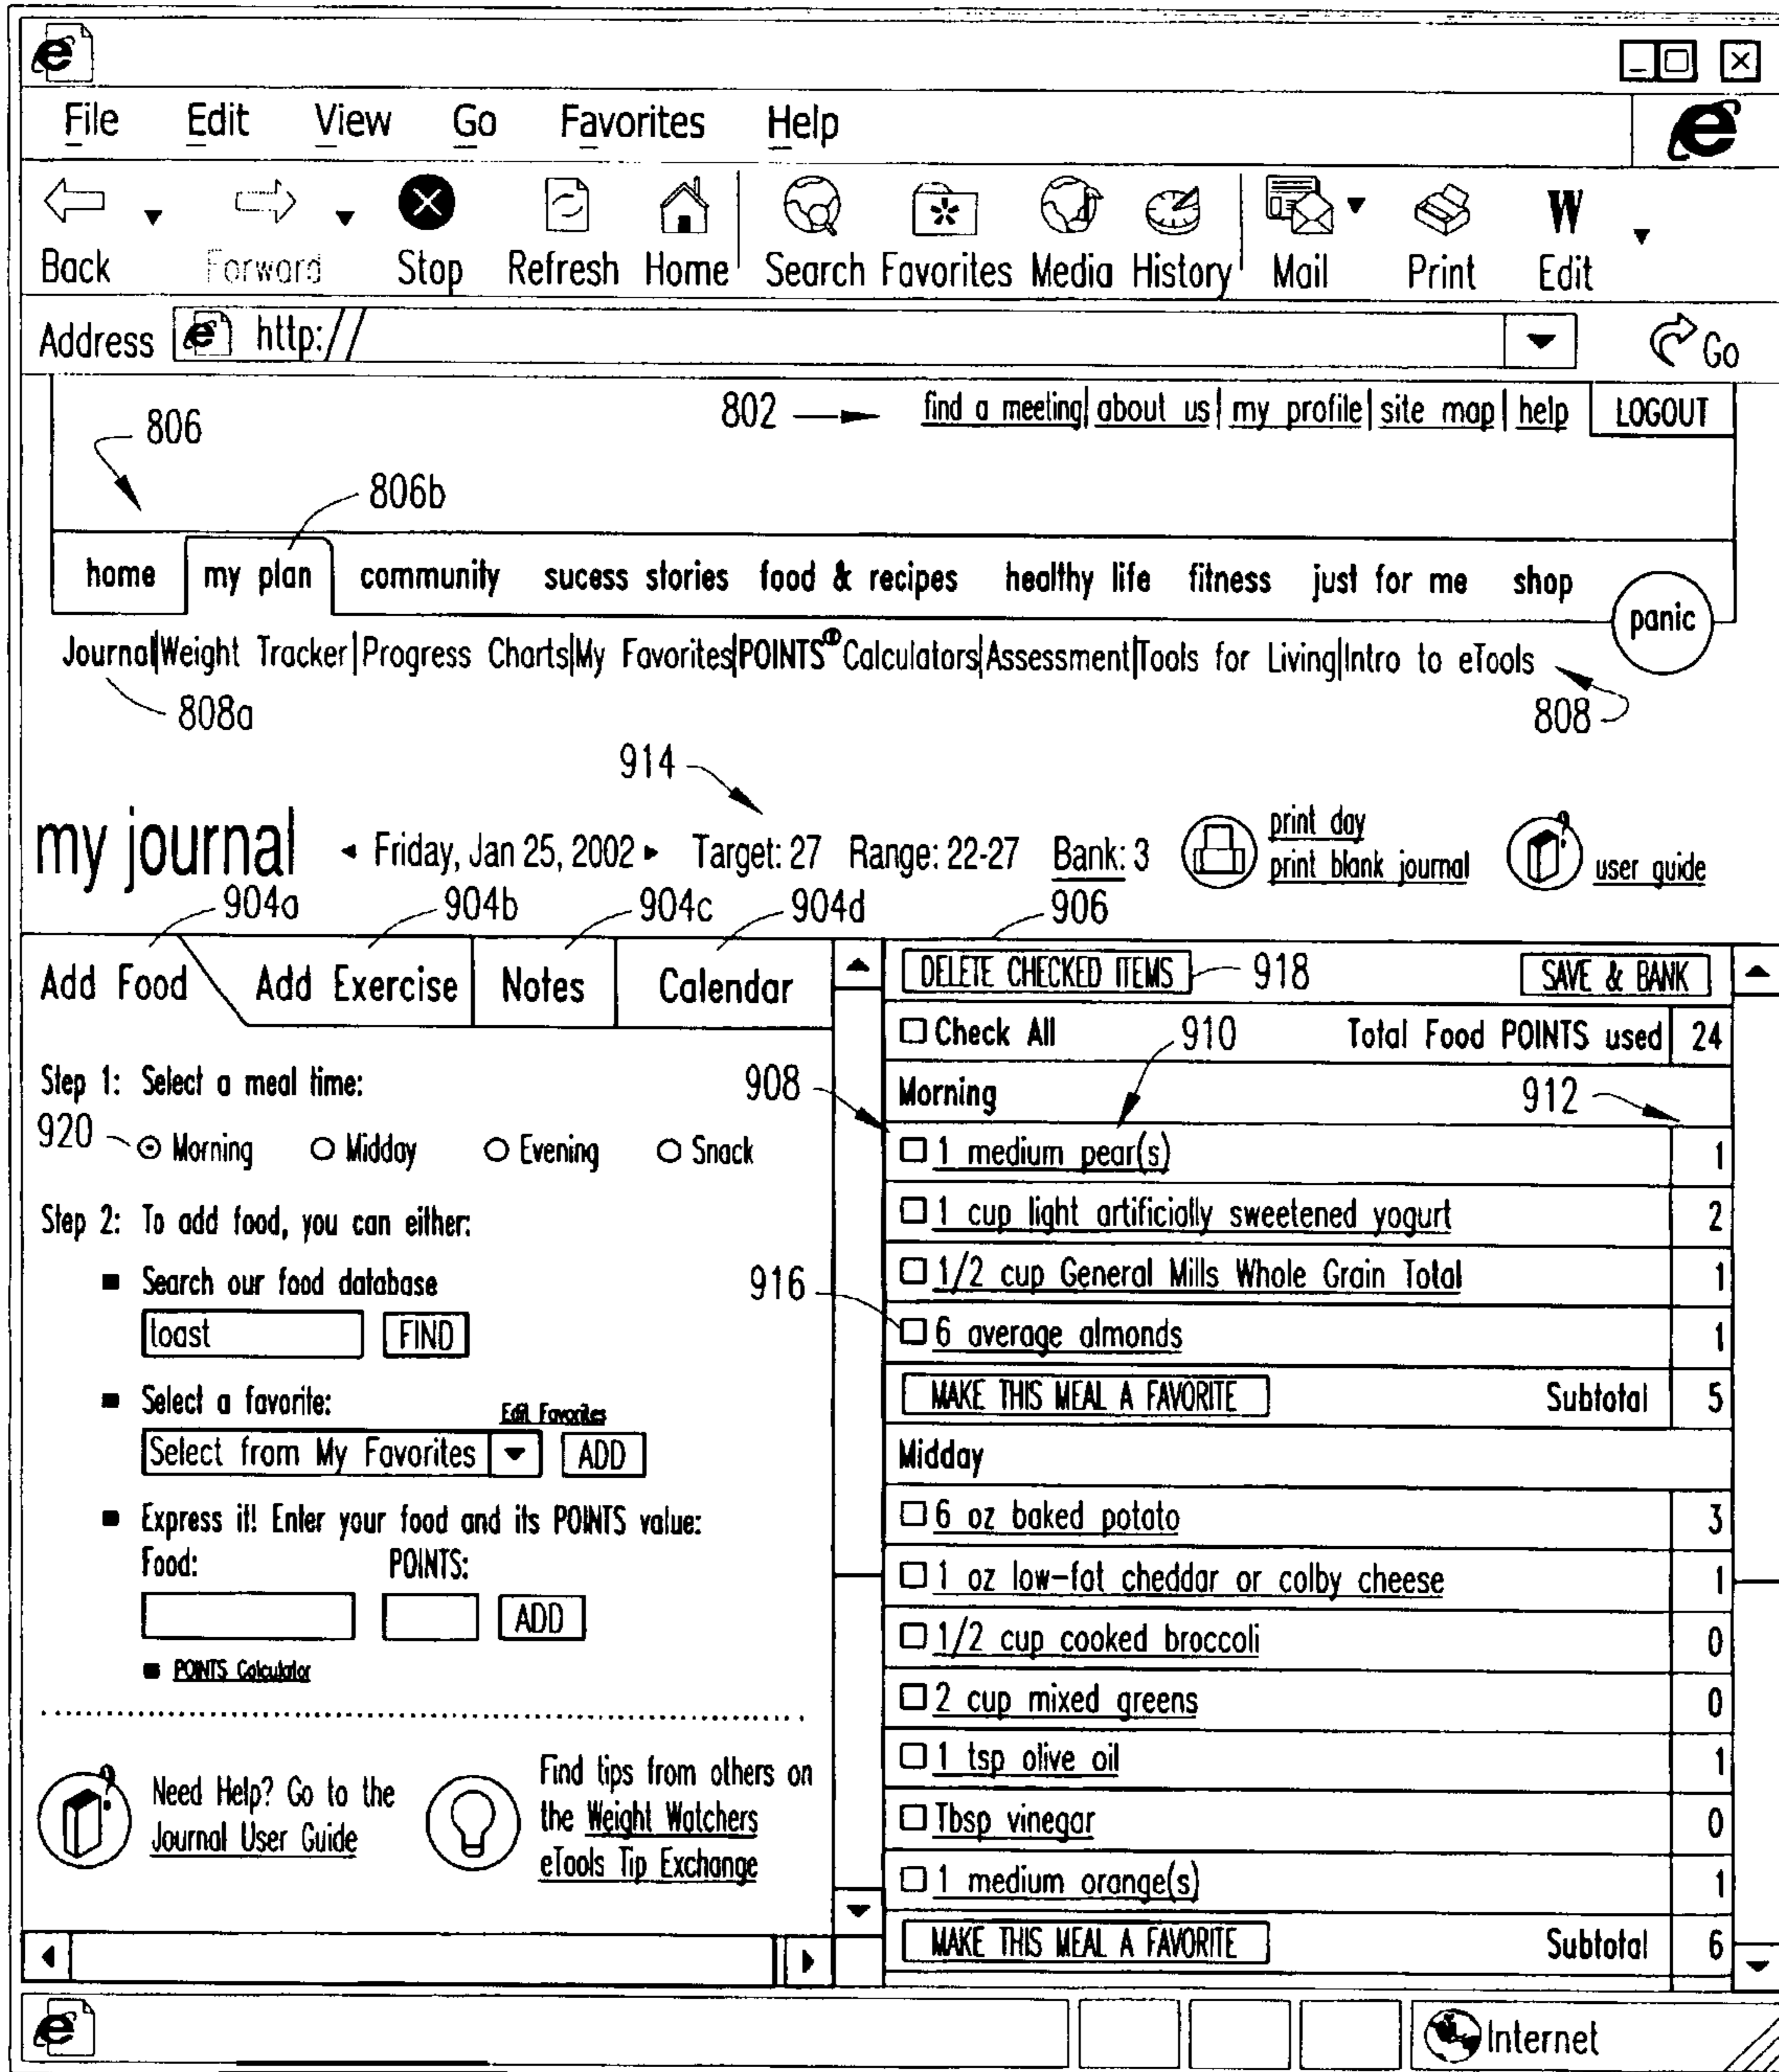 File Edit View Go Favorites Help
Back Forward Stop Refresh Home Search Favorites Media History Mail Print Edit
Address http:// Go
802 find a meeting| about us| my profile| site map| help LOGOUT
806
806b
home my plan community sucess stories food & recipes healthy life fitness just for me shop
panic
Journal|Weight Tracker|Progress Charts|My Favorites|POINTS® Calculators|Assessment|Tools for Living|Intro to eTools
808a 808
914
my journal ◂ Friday, Jan 25, 2002 ▸ Target: 27 Range: 22-27 Bank: 3 print day
print blank journal user guide
904a 904b 904c 904d 906
Add Food Add Exercise Notes Calendar
Step 1: Select a meal time:
920 Morning Midday Evening Snack
Step 2: To add food, you can either:
Search our food database
toast FIND
Select a favorite: Edit Favorites
Select from My Favorites ADD
Express it! Enter your food and its POINTS value:
Food: POINTS:
ADD
POINTS Calculator
Need Help? Go to the
Journal User Guide
Find tips from others on
the Weight Watchers
eTools Tip Exchange
DELETE CHECKED ITEMS 918 SAVE & BANK
Check All 910 Total Food POINTS used 24
908 Morning 912
1 medium pear(s) 1
1 cup light artificially sweetened yogurt 2
1/2 cup General Mills Whole Grain Total 1
916 6 average almonds 1
MAKE THIS MEAL A FAVORITE Subtotal 5
Midday
6 oz baked potato 3
1 oz low-fat cheddar or colby cheese 1
1/2 cup cooked broccoli 0
2 cup mixed greens 0
1 tsp olive oil 1
Tbsp vinegar 0
1 medium orange(s) 1
MAKE THIS MEAL A FAVORITE Subtotal 6
Internet